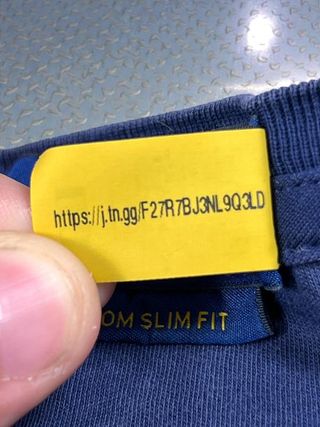 https://j.tn.gg/F27R7BJ3NL9Q3LD
OM SLIM FIT